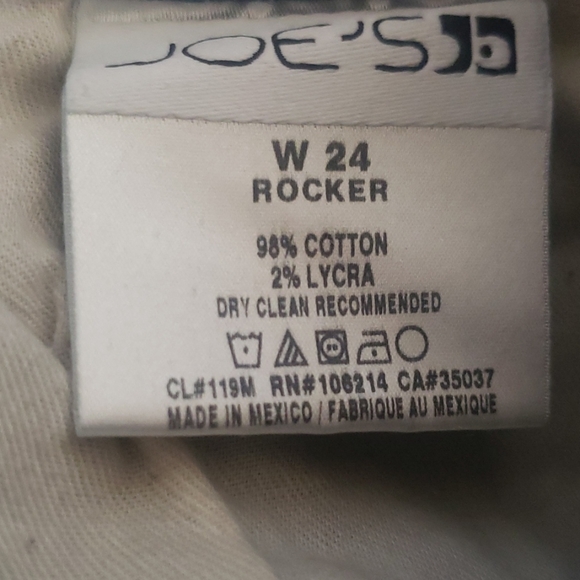 JOE'S
W 24
ROCKER
98% COTTON
2% LYCRA
DRY CLEAN RECOMMENDED
CL#119M RN#106214 CA#35037
MADE IN MEXICO / FABRIQUE AU MEXIQUE